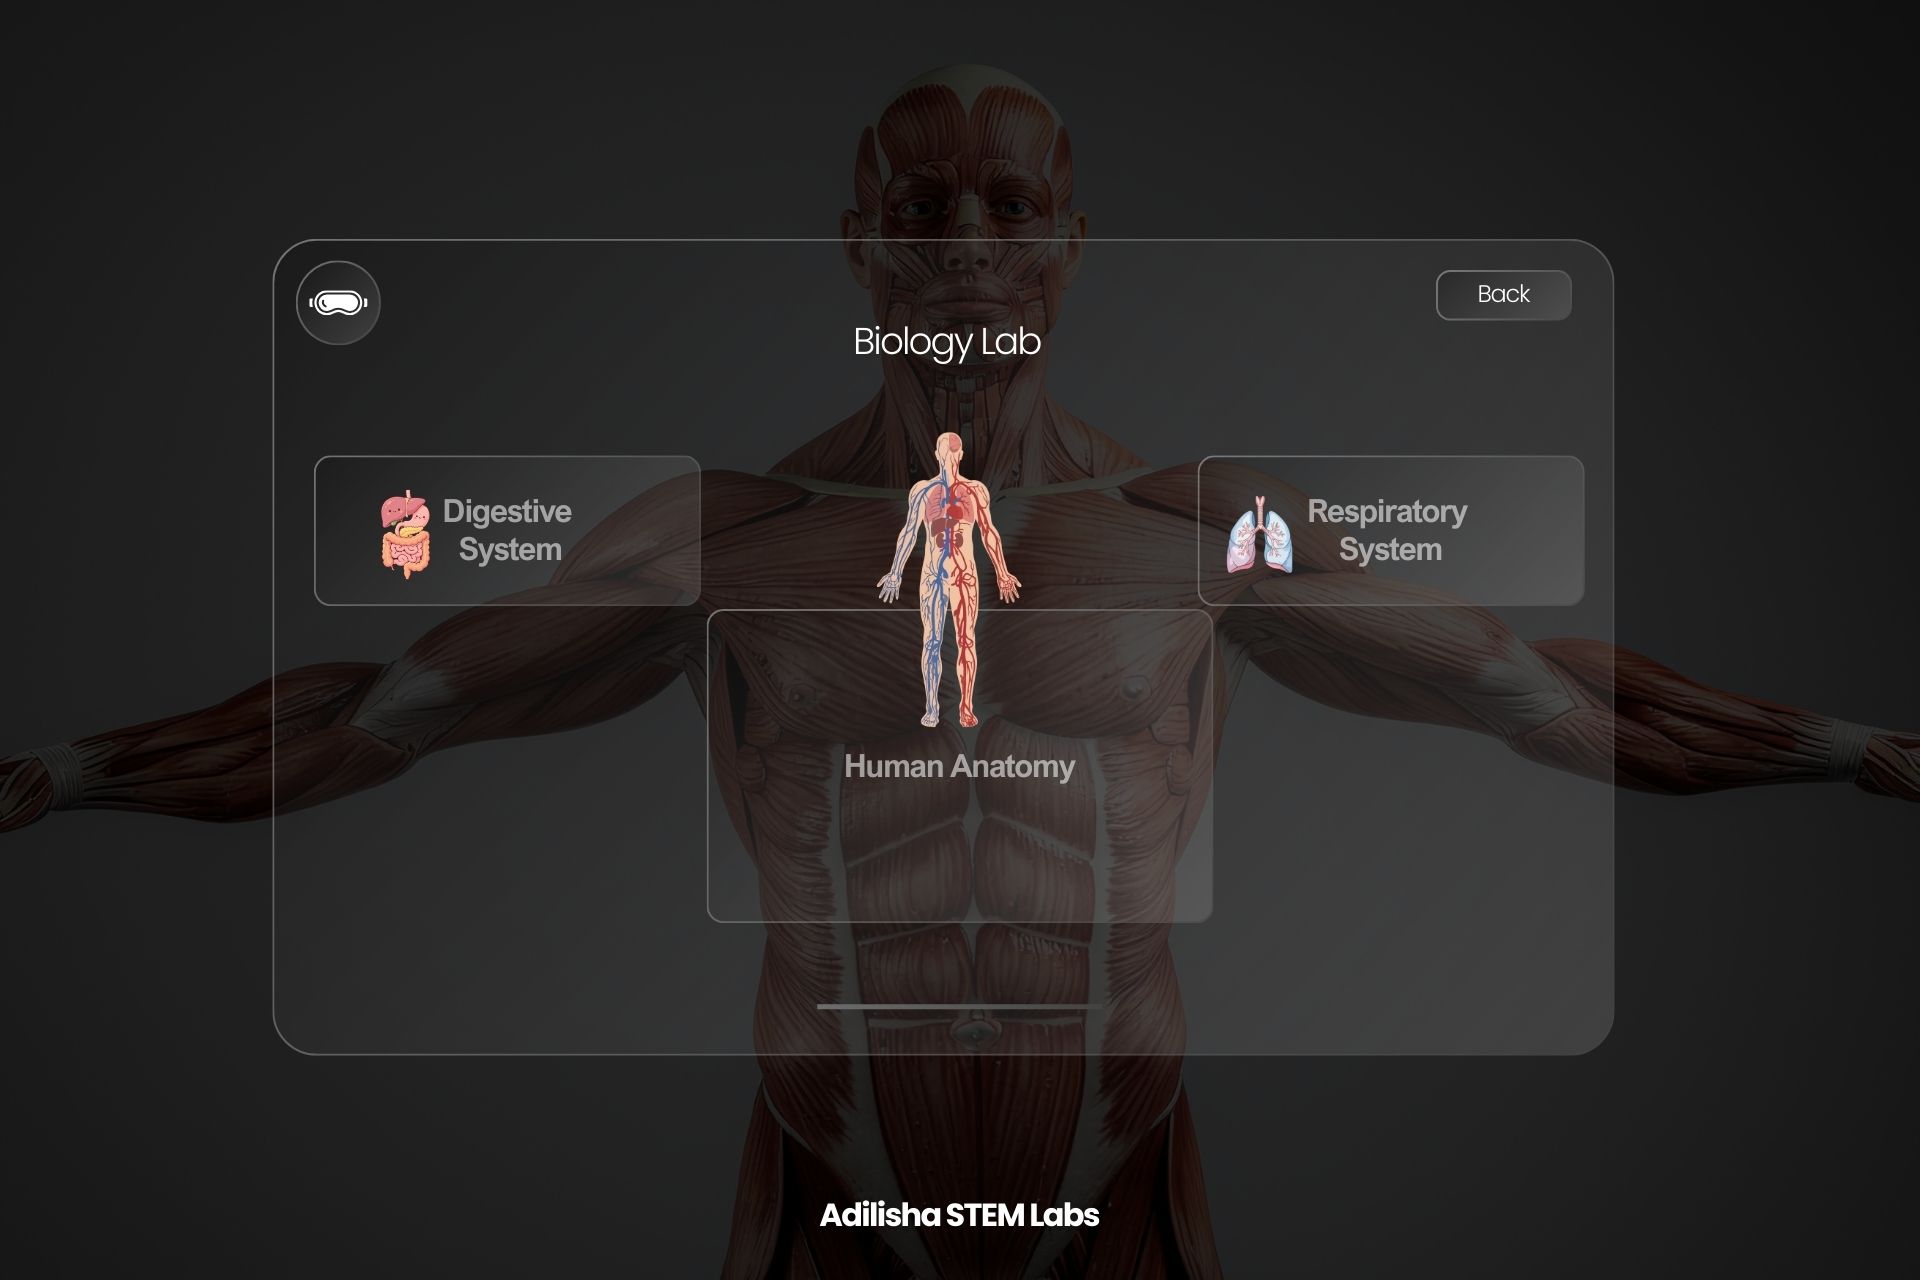 Back
Biology Lab
Digestive
System
Respiratory
System
Human Anatomy
Adilisha STEM Labs